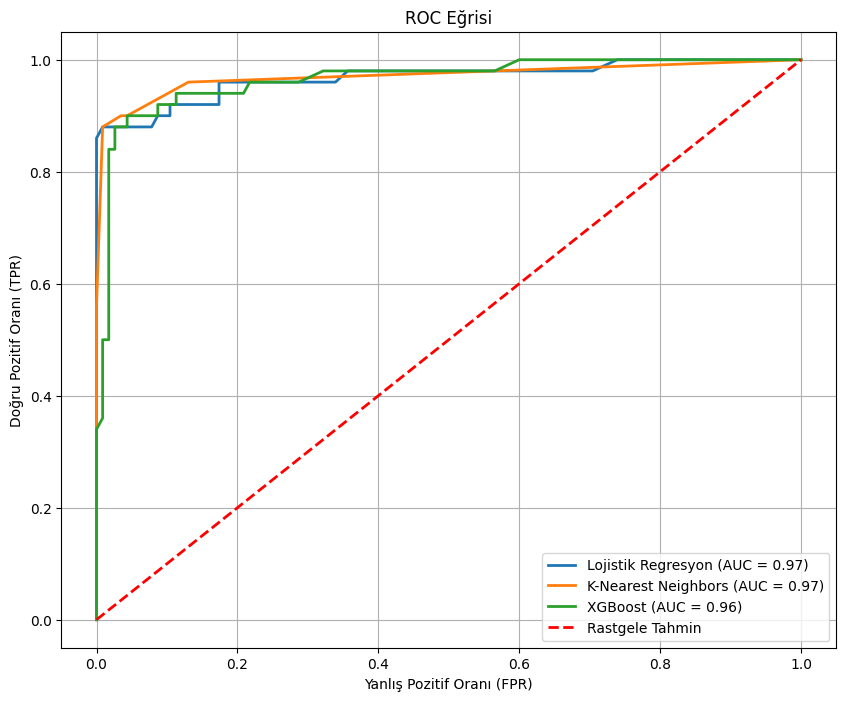 ROC Eğrisi
Doğru Pozitif Oranı (TPR)
1.0
0.8
0.6
0.4
0.2
0.0
0.0 0.2 0.4 0.6 0.8 1.0
Yanlış Pozitif Oranı (FPR)
Lojistik Regresyon (AUC = 0.97)
K-Nearest Neighbors (AUC = 0.97)
XGBoost (AUC = 0.96)
Rastgele Tahmin